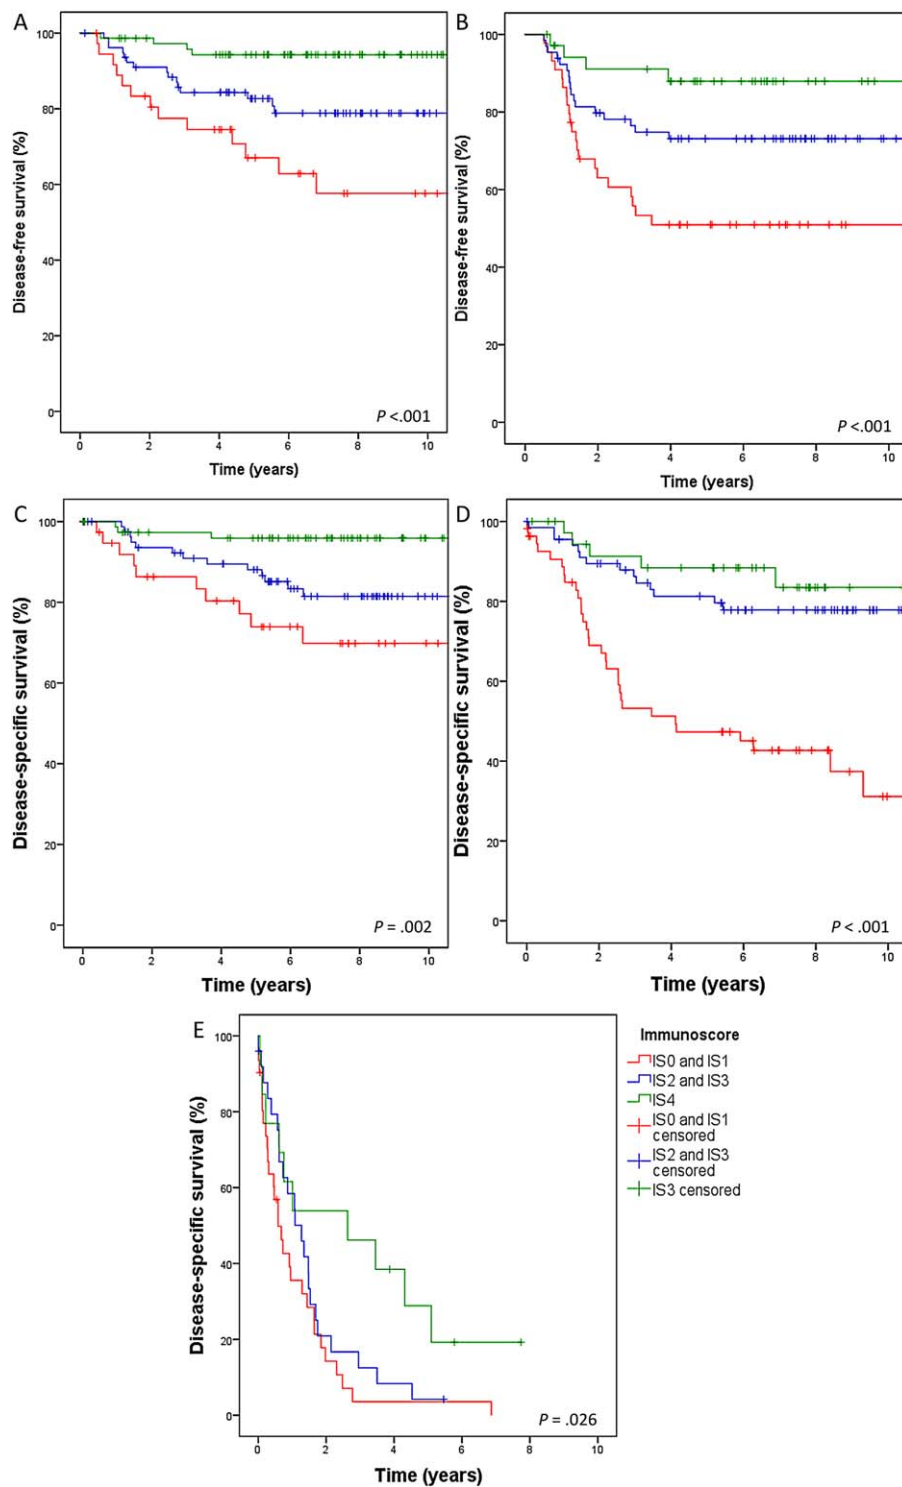 A
100
80
60
40
20
0
Disease-free survival (%)
P <.001
0 2 4 6 8 10
Time (years)
B
100
80
60
40
20
0
Disease-free survival (%)
P <.001
0 2 4 6 8 10
Time (years)
C
100
80
60
40
20
0
Disease-specific survival (%)
P = .002
0 2 4 6 8 10
Time (years)
D
100
80
60
40
20
0
Disease-specific survival (%)
P < .001
0 2 4 6 8 10
Time (years)
E
100
80
60
40
20
0
Disease-specific survival (%)
P = .026
0 2 4 6 8 10
Time (years)
Immunoscore
IS0 and IS1
IS2 and IS3
IS4
IS0 and IS1
censored
IS2 and IS3
censored
IS3 censored